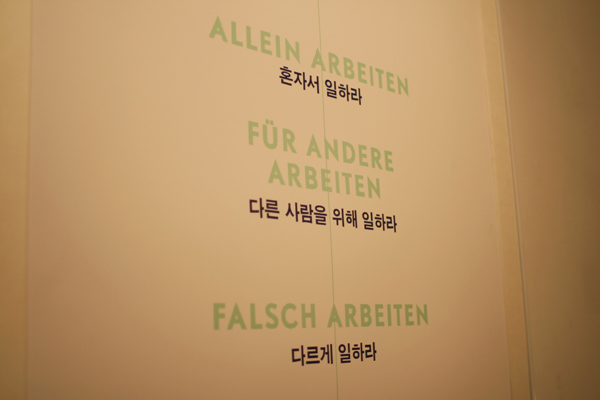 ALLEIN ARBEITEN
혼자서 일하라
FÜR ANDERE
ARBEITEN
다른 사람을 위해 일하라
FALSCH ARBEITEN
다르게 일하라